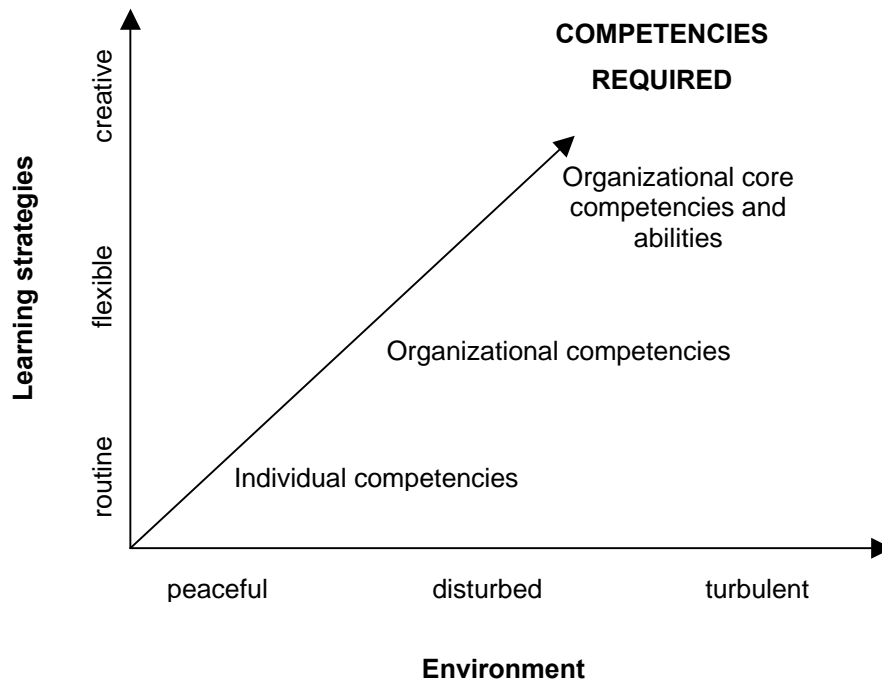 COMPETENCIES
REQUIRED
creative
Organizational core
competencies and
abilities
Learning strategies
flexible
Organizational competencies
routine
Individual competencies
peaceful
disturbed
turbulent
Environment